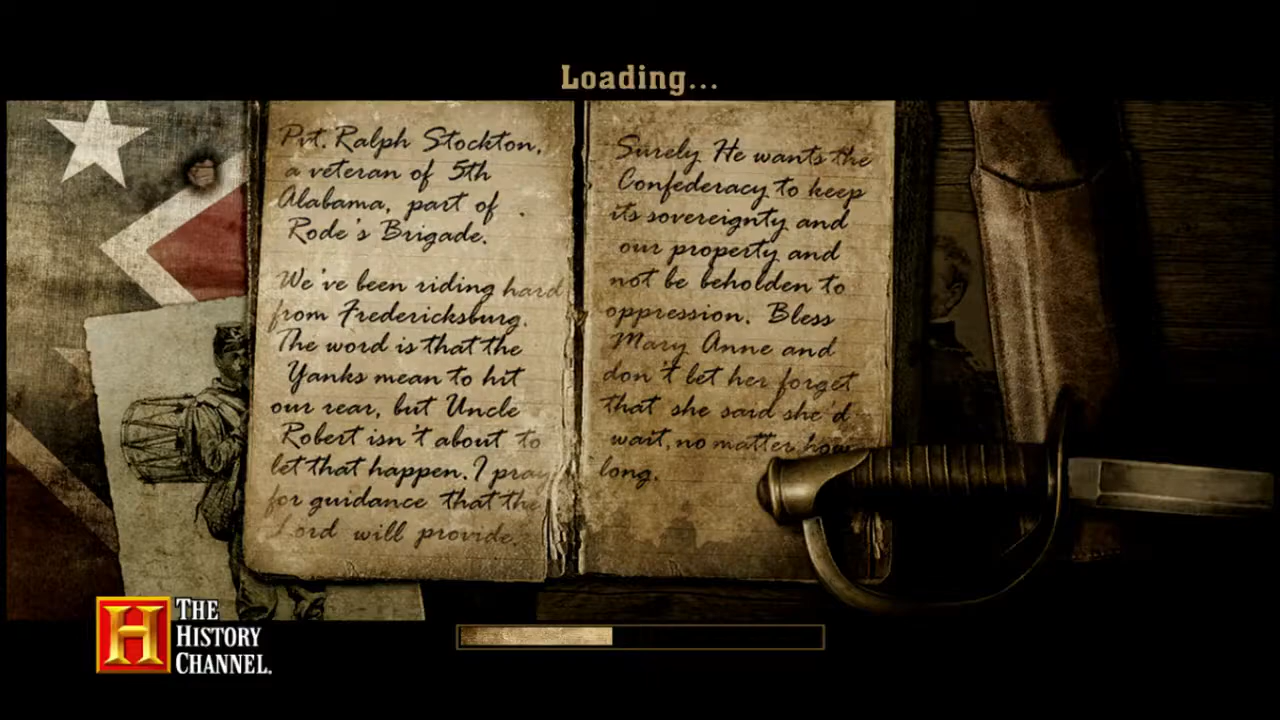 Loading...
Pvt. Ralph Stockton,
a veteran of 5th
Alabama, part of
Rode's Brigade.
We've been riding hard
from Fredericksburg.
The word is that the
Yanks mean to hit
our rear, but Uncle
Robert isn't about to
let that happen. I pray
for guidance that the
Lord will provide.
Surely He wants the
Confederacy to keep
its sovereignty and
our property and
not be beholden to
oppression. Bless
Mary Anne and
don't let her forget
that she said she'd
wait, no matter how
long.
THE
HISTORY
CHANNEL.